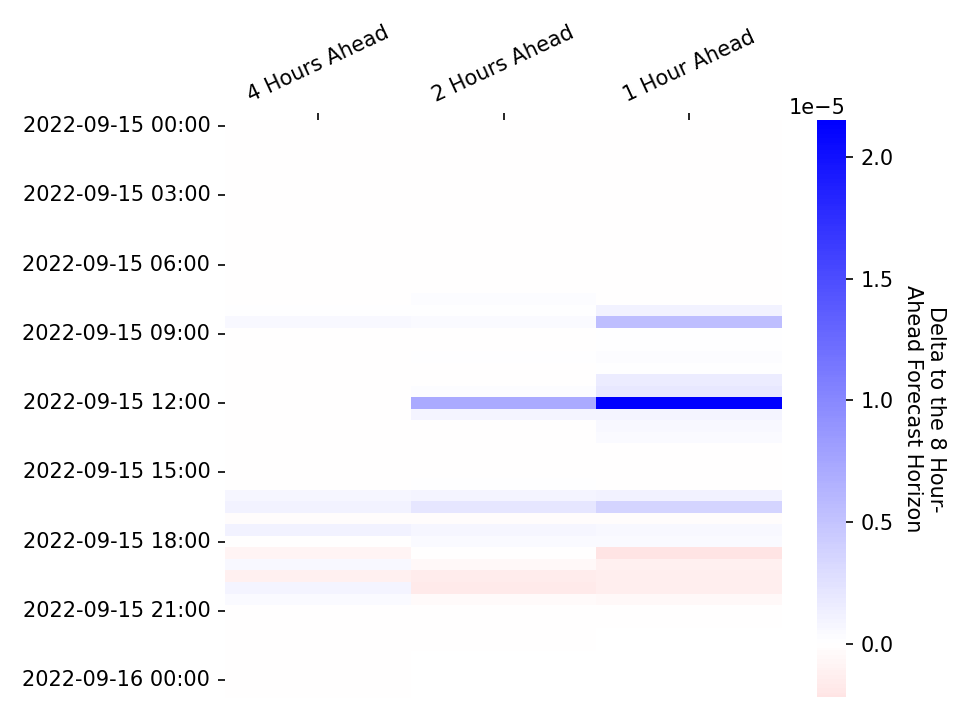 4 Hours Ahead
2 Hours Ahead
1 Hour Ahead
1e−5
2022-09-15 00:00
2022-09-15 03:00
2022-09-15 06:00
2022-09-15 09:00
2022-09-15 12:00
2022-09-15 15:00
2022-09-15 18:00
2022-09-15 21:00
2022-09-16 00:00
2.0
1.5
1.0
0.5
0.0
Delta to the 8 Hour-
Ahead Forecast Horizon